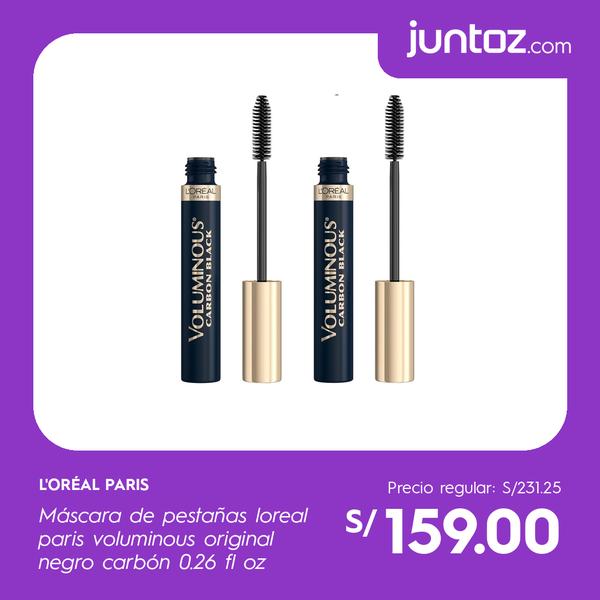 juntoz.com
L'ORÉAL
PARIS
VOLUMINOUS®
CARBON BLACK
L'ORÉAL
PARIS
VOLUMINOUS®
CARBON BLACK
L'ORÉAL PARIS
Máscara de pestañas loreal
paris voluminous original
negro carbón 0.26 fl oz
Precio regular: S/231.25
S/159.00